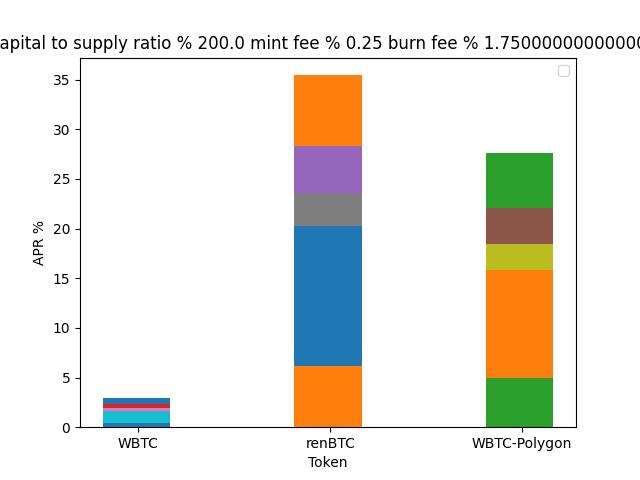 apital to supply ratio % 200.0 mint fee % 0.25 burn fee % 1.75000000000000
35
30
25
20
15
10
5
0
APR %
WBTC
renBTC
WBTC-Polygon
Token